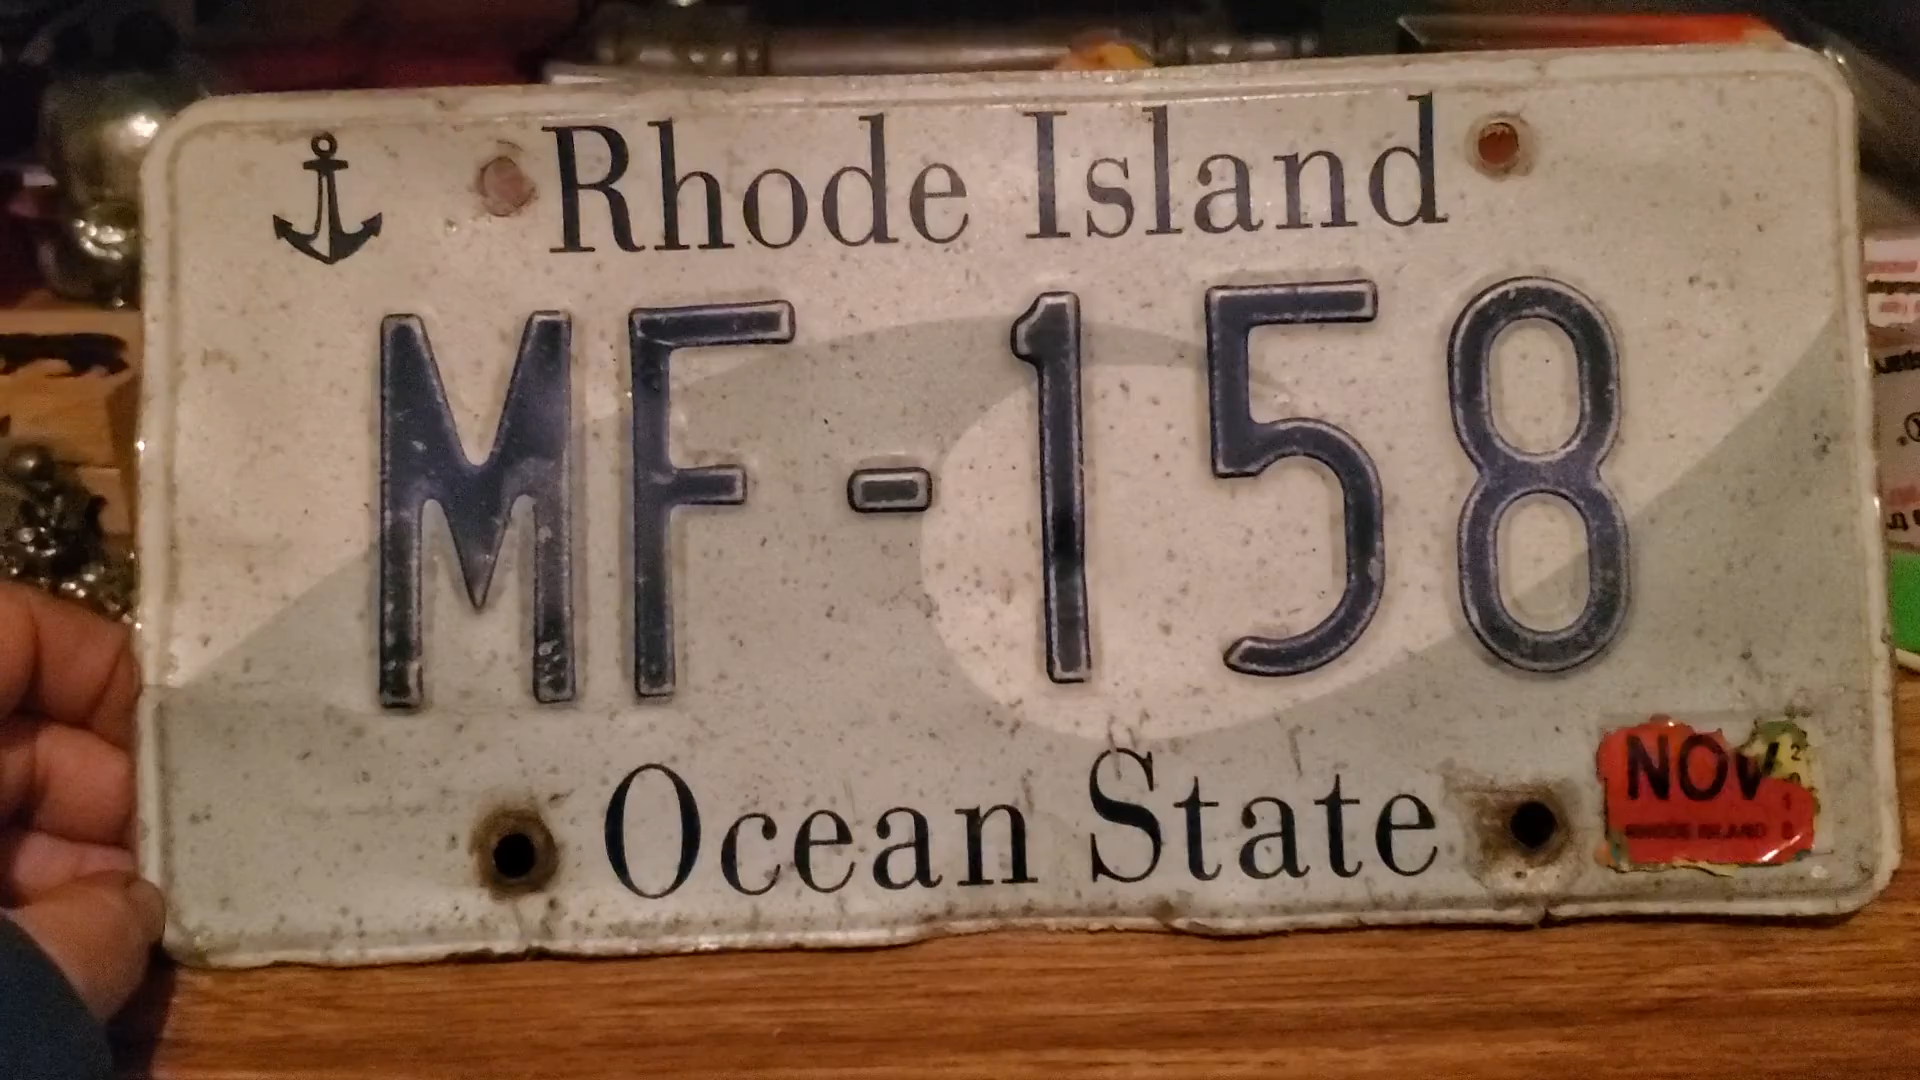 Rhode Island
MF-158
Ocean State
NOV
RHODE ISLAND